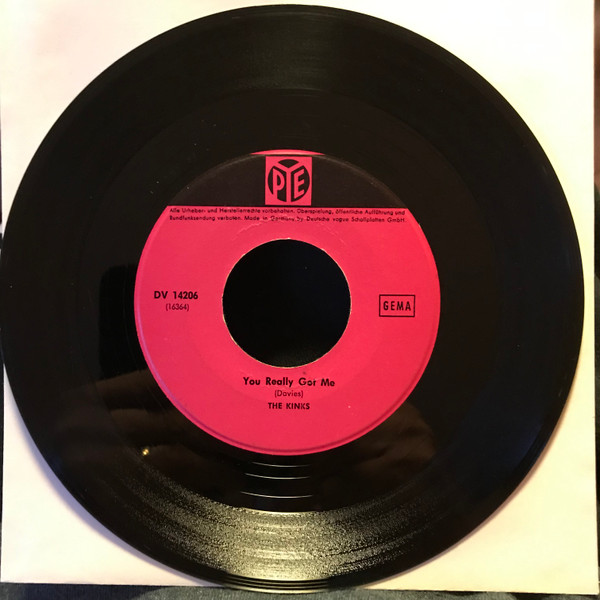 PYE
Alle Urheber- und Herstellerrechte vorbehalten. Überspielung, öffentliche Aufführung und
Rundfunksendung verboten. Made in Germany by Deutsche vogue Schallplatten GmbH.
DV 14206
(16364)
GEMA
You Really Got Me
(Davies)
THE KINKS